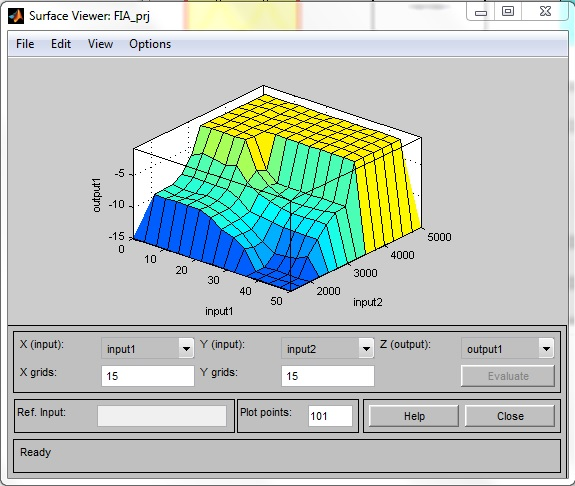 Surface Viewer: FIA_prj
File Edit View Options
output1
-5
-10
-15
0
10
20
30
40
50
input1
2000
3000
4000
5000
input2
X (input): input1 Y (input): input2 Z (output): output1
X grids: 15 Y grids: 15 Evaluate
Ref. Input: Plot points: 101 Help Close
Ready